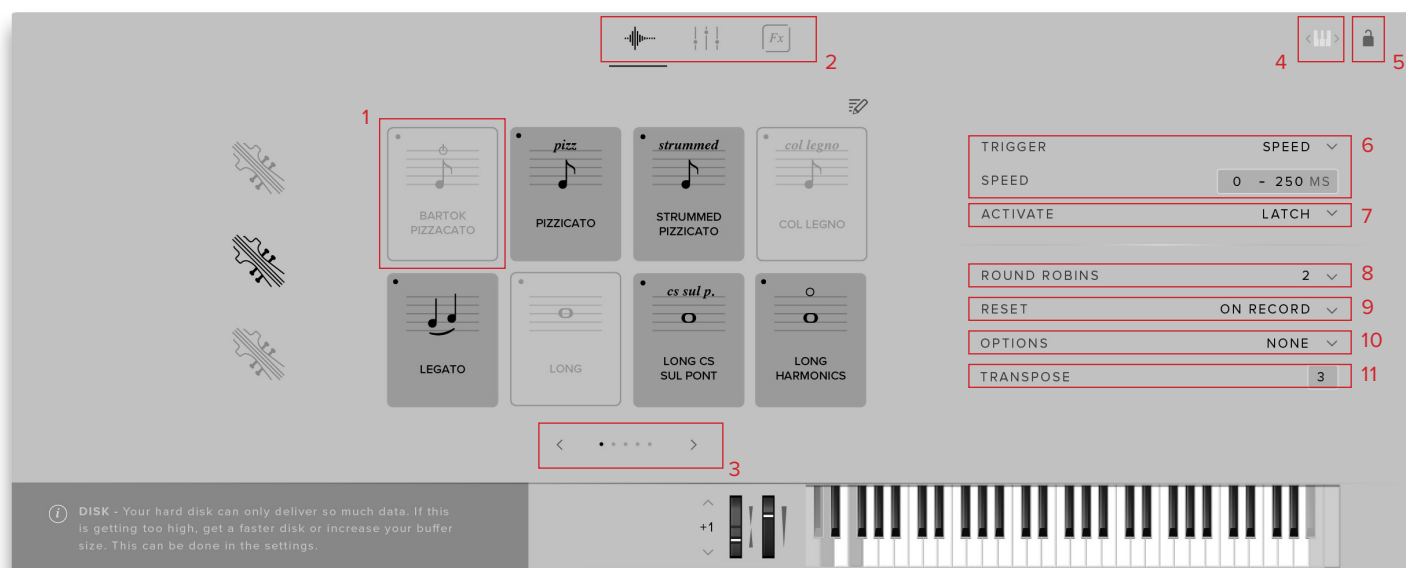 Fx
2
4
5
1
pizz
strummed
col legno
BARTOK
PIZZACATO
PIZZICATO
STRUMMED
PIZZICATO
COL LEGNO
cs sul p.
LEGATO
LONG
LONG CS
SUL PONT
LONG
HARMONICS
3
TRIGGER SPEED 6
SPEED 0 - 250 MS
ACTIVATE LATCH 7
ROUND ROBINS 2 8
RESET ON RECORD 9
OPTIONS NONE 10
TRANSPOSE 3 11
i DISK - Your hard disk can only deliver so much data. If this
is getting too high, get a faster disk or increase your buffer
size. This can be done in the settings.
+1